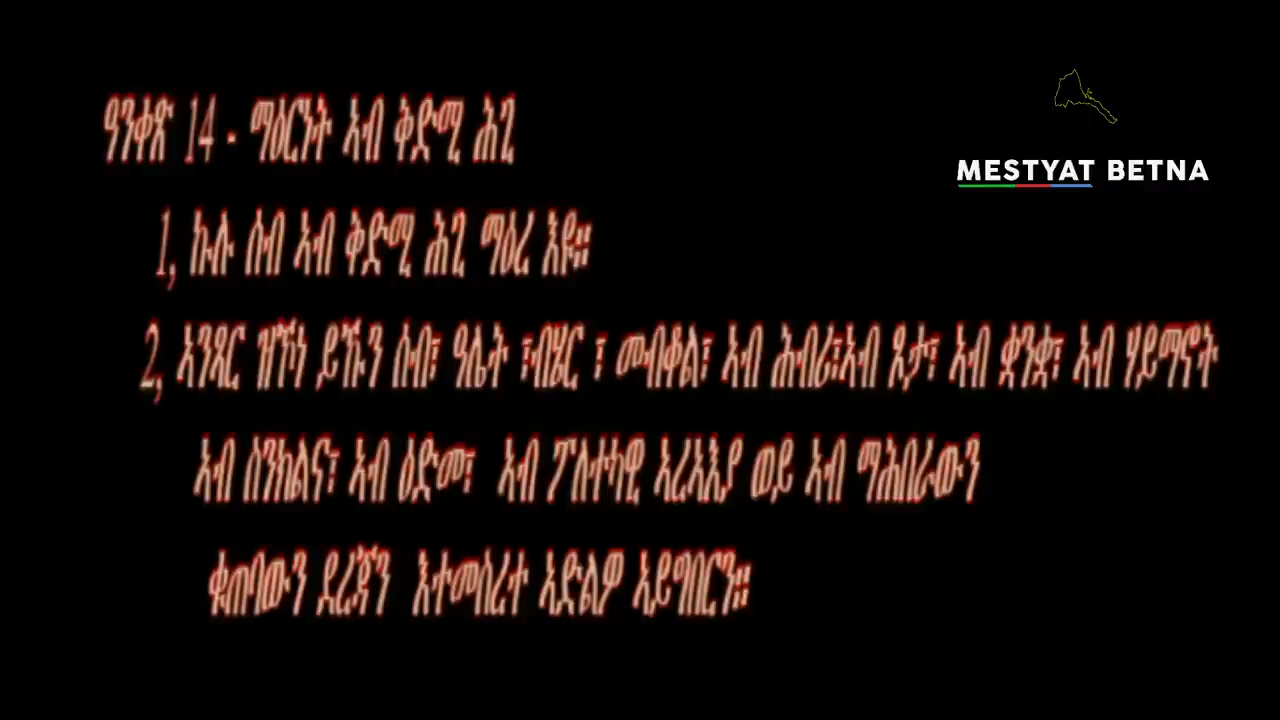 ዓንቀጽ 14 - ማዕርነት ኣብ ቅድሚ ሕጊ
MESTYAT BETNA
1, ኩሉ ሰብ ኣብ ቅድሚ ሕጊ ማዕረ እዩ።
2, ኣንጻር ዝኾነ ይኹን ሰብ፣ ዓሌት ፣ብሄር ፣ መብቆል፣ ኣብ ሕብሪ፣ኣብ ጾታ፣ ኣብ ቋንቋ፣ ኣብ ሃይማኖት
ኣብ ስንክልና፣ ኣብ ዕድመ፣ ኣብ ፖለቲካዊ ኣረኣእያ ወይ ኣብ ማሕበራውን
ቁጠባውን ደረጃን እተመስረተ ኣድልዎ ኣይግበርን።